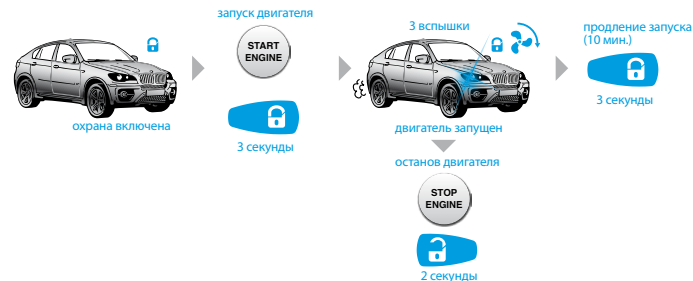 запуск двигателя
START
ENGINE
3 секунды
охрана включена
3 вспышки
двигатель запущен
продление запуска
(10 мин.)
3 секунды
останов двигателя
STOP
ENGINE
2 секунды